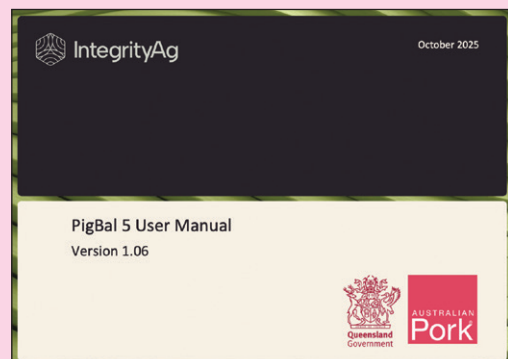 IntegrityAg
October 2025
PigBal 5 User Manual
Version 1.06
Queensland
Government
AUSTRALIAN
Pork